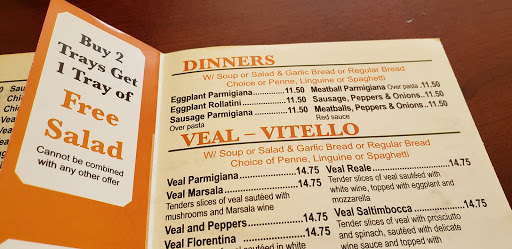 Buy 2
Trays Get
1 Tray of
Free
Salad
Cannot be combined
with any other offer
DINNERS
W/ Soup or Salad & Garlic Bread or Regular Bread
Choice or Penne, Linguine or Spaghetti
Eggplant Parmigiana 11.50
Eggplant Rollatini 11.50
Sausage Parmigiana 11.50
Over pasta
Meatball Parmigiana Over pasta 11.50
Sausage, Peppers & Onions 11.50
Meatballs, Peppers & Onions 11.50
Red sauce
VEAL – VITELLO
W/ Soup or Salad & Garlic Bread or Regular Bread
Choice of Penne, Linguini or Spaghetti
Veal Parmigiana 14.75
Veal Marsala 14.75
Tenders slices of veal sautéed with
mushrooms and Marsala wine
Veal and Peppers 14.75
Veal Florentina 14.75
sautéed in white
Veal Reale 14.75
Tender slices of veal sautéed with
white wine, topped with eggplant and
mozzarella
Veal Saltimbocca 14.75
Tender slices of veal with prosciutto
and spinach, sautéed with delicate
wine sauce and topped with